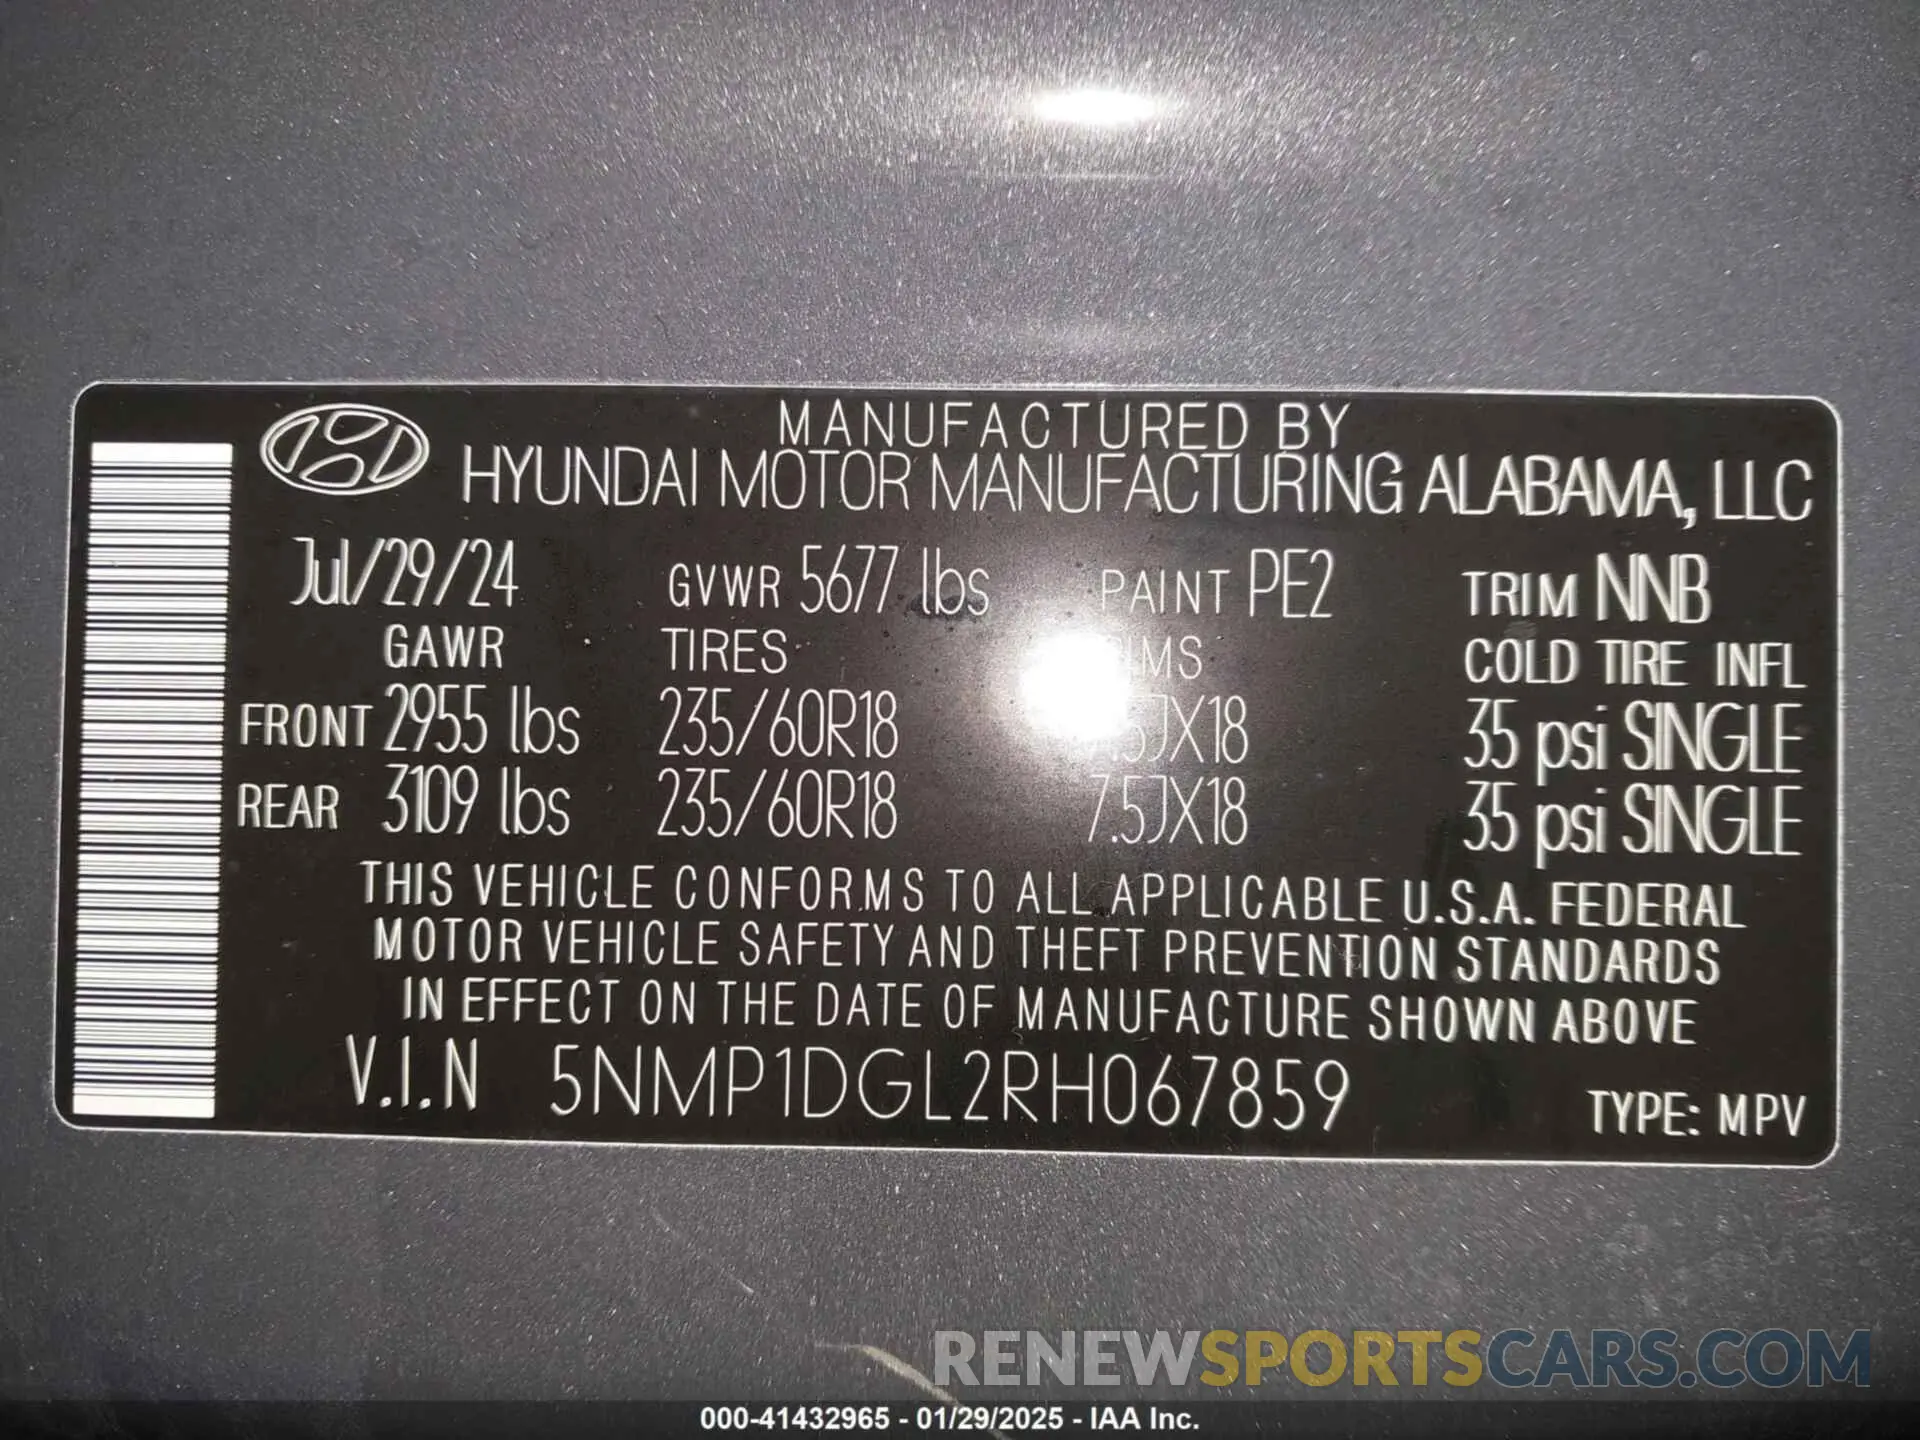 MANUFACTURED BY
HYUNDAI MOTOR MANUFACTURING ALABAMA, LLC
Jul/29/24 GVWR 5677 lbs PAINT PE2 TRIM NNB
GAWR TIRES COLD TIRE INFL
FRONT 2955 lbs 235/60R18 35 psi SINGLE
REAR 3109 lbs 235/60R18 7.5JX18 35 psi SINGLE
THIS VEHICLE CONFORMS TO ALL APPLICABLE U.S.A. FEDERAL
MOTOR VEHICLE SAFETY AND THEFT PREVENTION STANDARDS
IN EFFECT ON THE DATE OF MANUFACTURE SHOWN ABOVE
V.I.N 5NMP1DGL2RH067859 TYPE: MPV
RENEWSPORTSCARS.COM
000-41432965 - 01/29/2025 - IAA Inc.